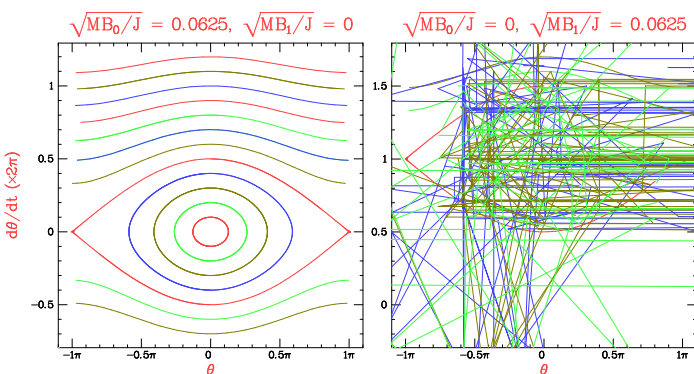 √MB₀/J = 0.0625, √MB₁/J = 0
√MB₀/J = 0, √MB₁/J = 0.0625
dθ/dt (×2π)
0.5
0
−0.5
1.5
1
0.5
0
−1π
−0.5π
0
0.5π
1π
−1π
−0.5π
0
0.5π
1π
θ
θ